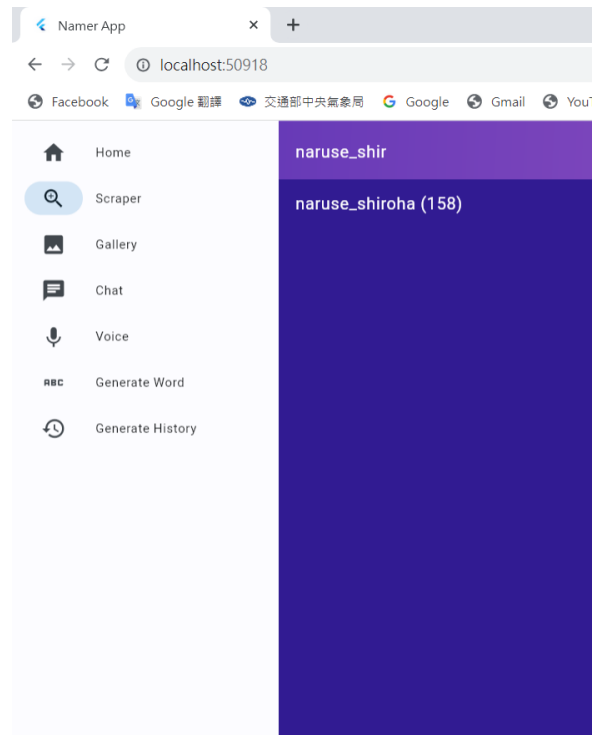 Namer App
localhost:50918
Facebook Google 翻譯 交通部中央氣象局 Google Gmail
Home
Scraper
Gallery
Chat
Voice
ABC Generate Word
Generate History
naruse_shir
naruse_shiroha (158)